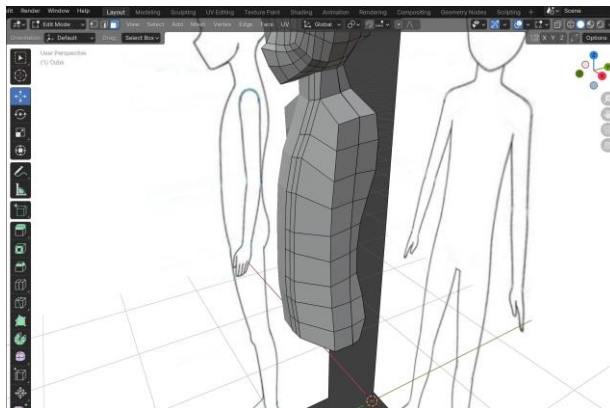 Render Window Help Layout Modeling Sculpting UV Editing Texture Paint Shading Animation Rendering Compositing Geometry Nodes Scripting + Scene
Edit Mode View Select Add Mesh Vertex Edge Face UV Global
Orientation: Default Drag: Select Box X Y Z Options
User Perspective
(1) Cube
Z